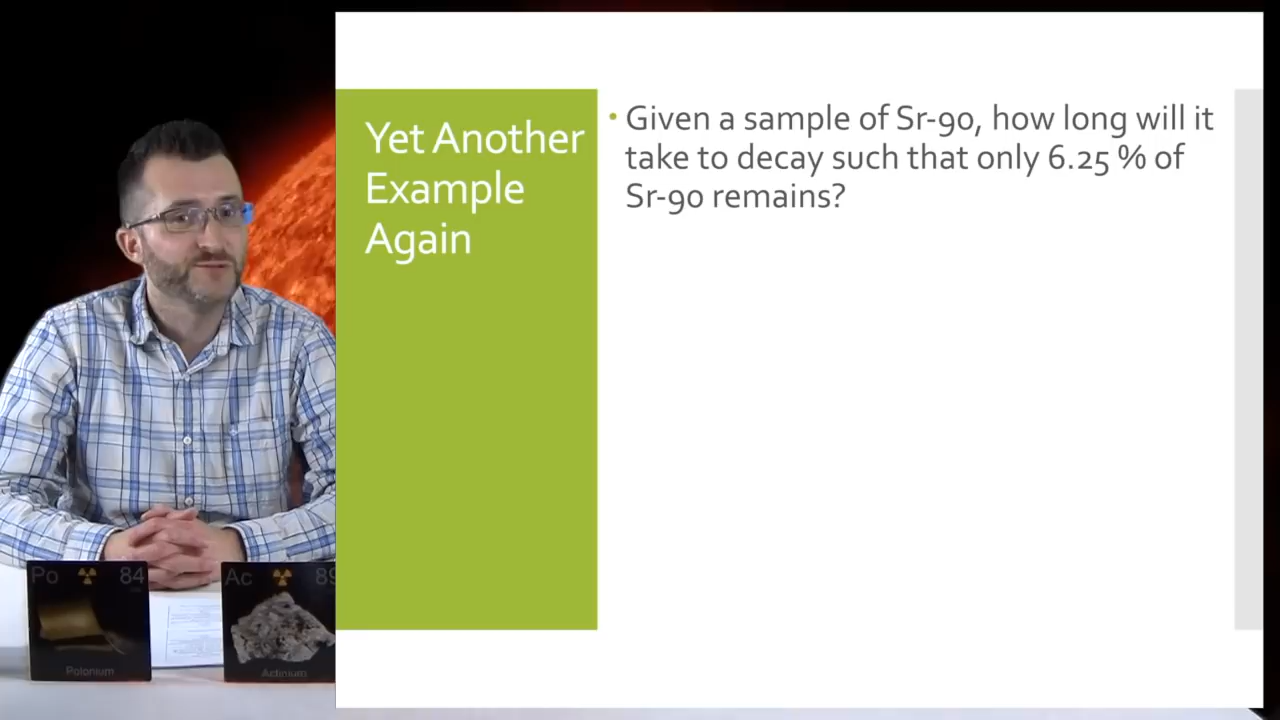 Yet Another
Example
Again
• Given a sample of Sr-90, how long will it
take to decay such that only 6.25 % of
Sr-90 remains?
Po 84
Polonium
Ac 89
Actinium